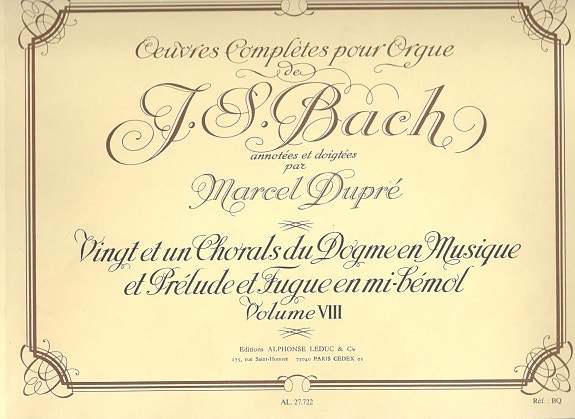 Oeuvres Complètes pour Orgue
de
J. S. Bach
annotées et doigtées
par
Marcel Dupré
Vingt et un Chorals du Dogme en Musique
et Prélude et Fugue en mi-bémol
Volume VIII
Editions ALPHONSE LEDUC & Cie
175, rue Saint-Honoré 75040 PARIS CEDEX 01
AL. 27.722
Réf. : BQ